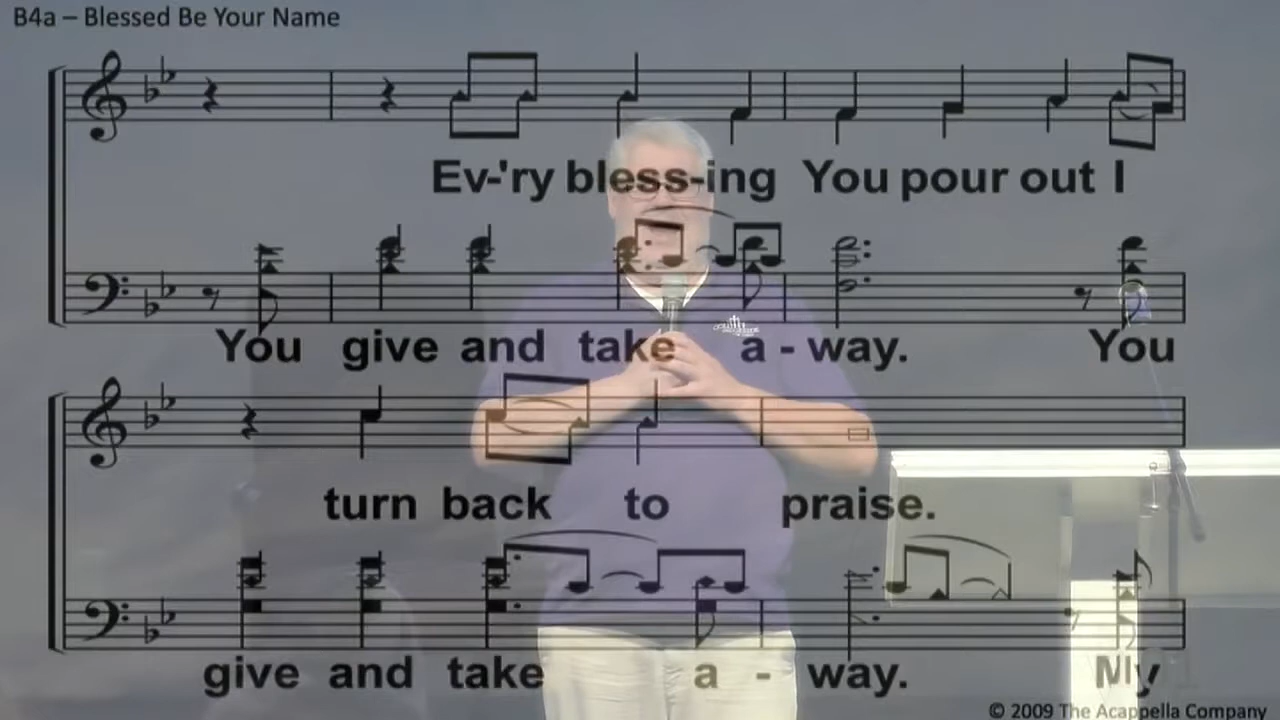 B4a – Blessed Be Your Name
Ev-'ry bless-ing You pour out I
You give and take a - way. You
turn back to praise.
give and take a - way. My
© 2009 The Acappella Company